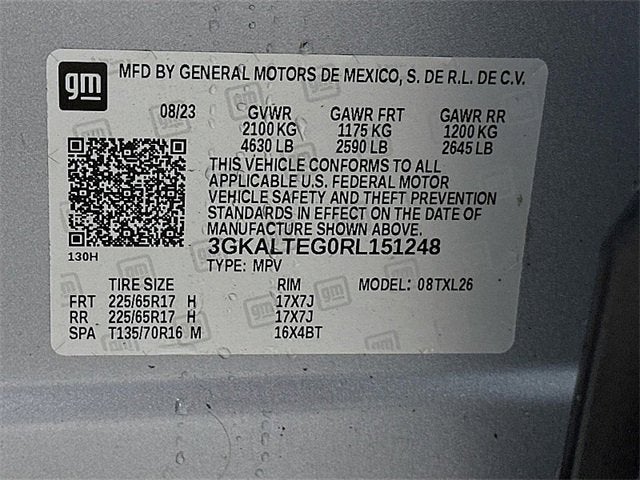 gm MFD BY GENERAL MOTORS DE MEXICO, S. DE R.L. DE C.V.
08/23 GVWR GAWR FRT GAWR RR
2100 KG 1175 KG 1200 KG
4630 LB 2590 LB 2645 LB
THIS VEHICLE CONFORMS TO ALL
APPLICABLE U.S. FEDERAL MOTOR
VEHICLE SAFETY AND THEFT PREVENTION
STANDARDS IN EFFECT ON THE DATE OF
MANUFACTURE SHOWN ABOVE.
130H 3GKALTEG0RL151248
TYPE: MPV
TIRE SIZE RIM MODEL: 08TXL26
FRT 225/65R17 H 17X7J
RR 225/65R17 H 17X7J
SPA T135/70R16 M 16X4BT